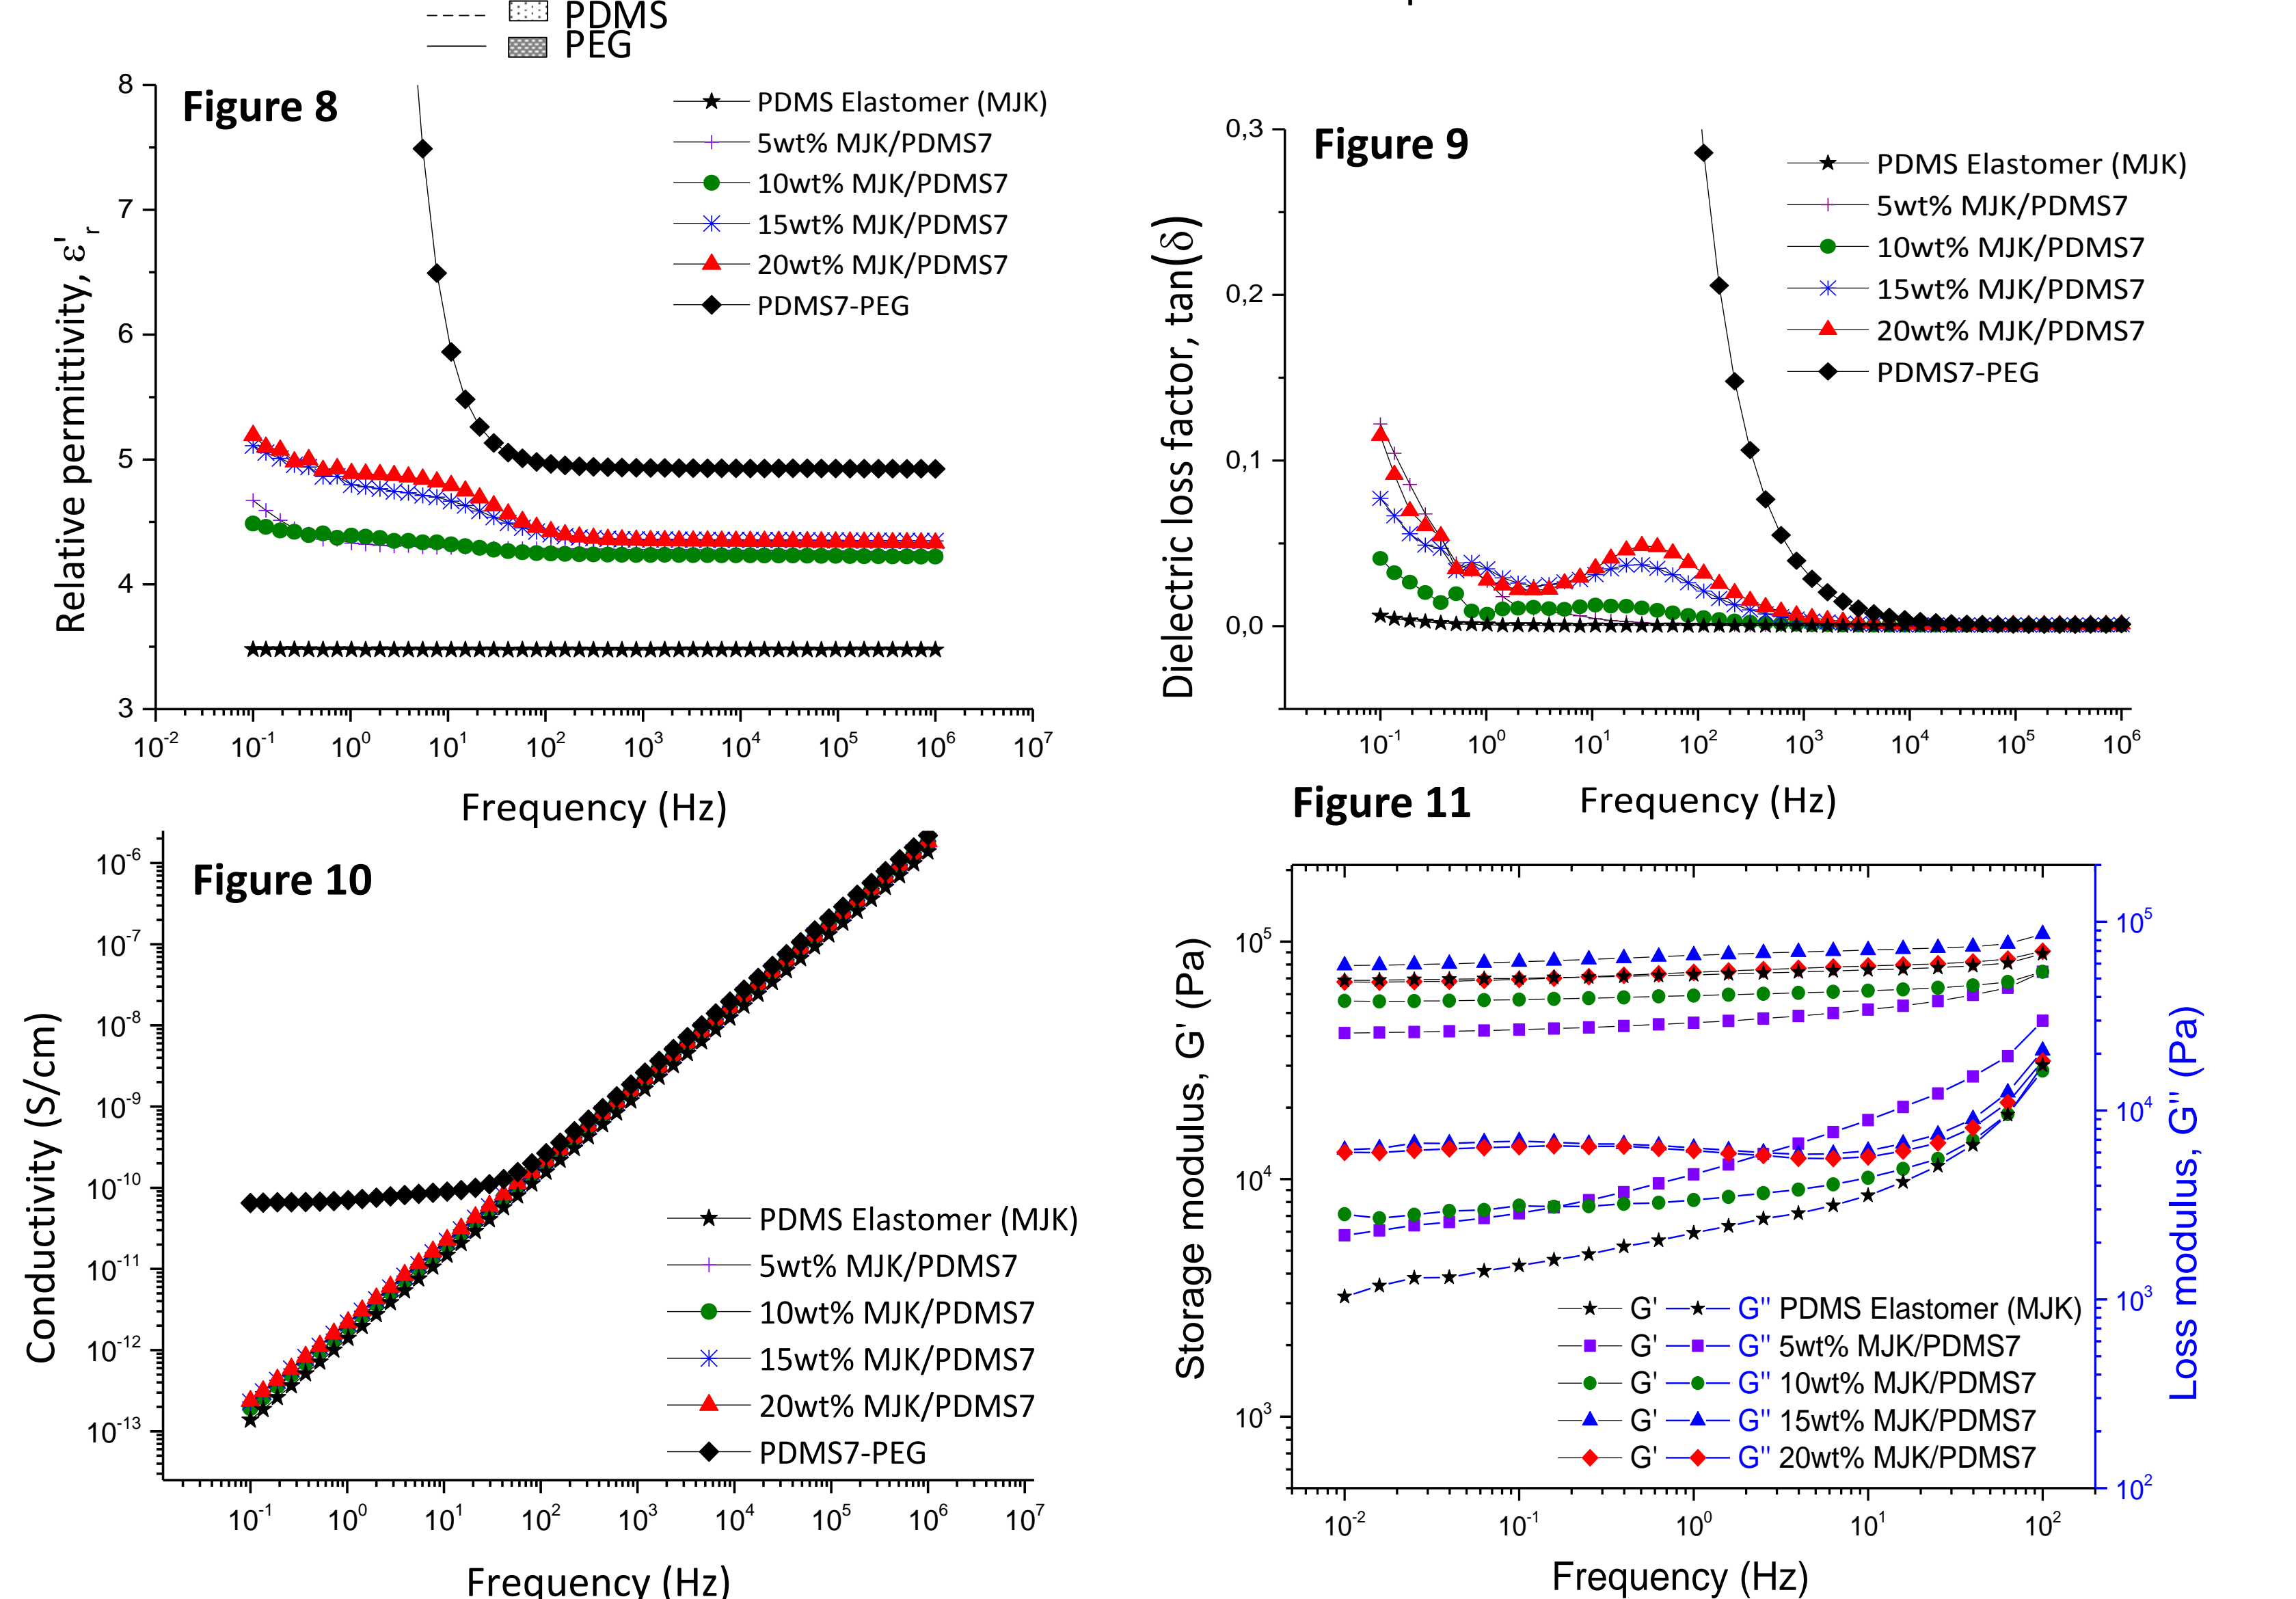 PDMS
PEG
Figure 8
8
7
6
5
4
3
Relative permittivity, ε'r
PDMS Elastomer (MJK)
5wt% MJK/PDMS7
10wt% MJK/PDMS7
15wt% MJK/PDMS7
20wt% MJK/PDMS7
PDMS7-PEG
10-2 10-1 100 101 102 103 104 105 106 107
Frequency (Hz)
Figure 9
0,3
0,2
0,1
0,0
Dielectric loss factor, tan(δ)
PDMS Elastomer (MJK)
5wt% MJK/PDMS7
10wt% MJK/PDMS7
15wt% MJK/PDMS7
20wt% MJK/PDMS7
PDMS7-PEG
10-1 100 101 102 103 104 105 106
Frequency (Hz)
Figure 10
10-6
10-7
10-8
10-9
10-10
10-11
10-12
10-13
Conductivity (S/cm)
PDMS Elastomer (MJK)
5wt% MJK/PDMS7
10wt% MJK/PDMS7
15wt% MJK/PDMS7
20wt% MJK/PDMS7
PDMS7-PEG
10-1 100 101 102 103 104 105 106 107
Frequency (Hz)
Figure 11
105
104
103
Storage modulus, G' (Pa)
G' G'' PDMS Elastomer (MJK)
G' G'' 5wt% MJK/PDMS7
G' G'' 10wt% MJK/PDMS7
G' G'' 15wt% MJK/PDMS7
G' G'' 20wt% MJK/PDMS7
105
104
103
102
Loss modulus, G'' (Pa)
10-2 10-1 100 101 102
Frequency (Hz)